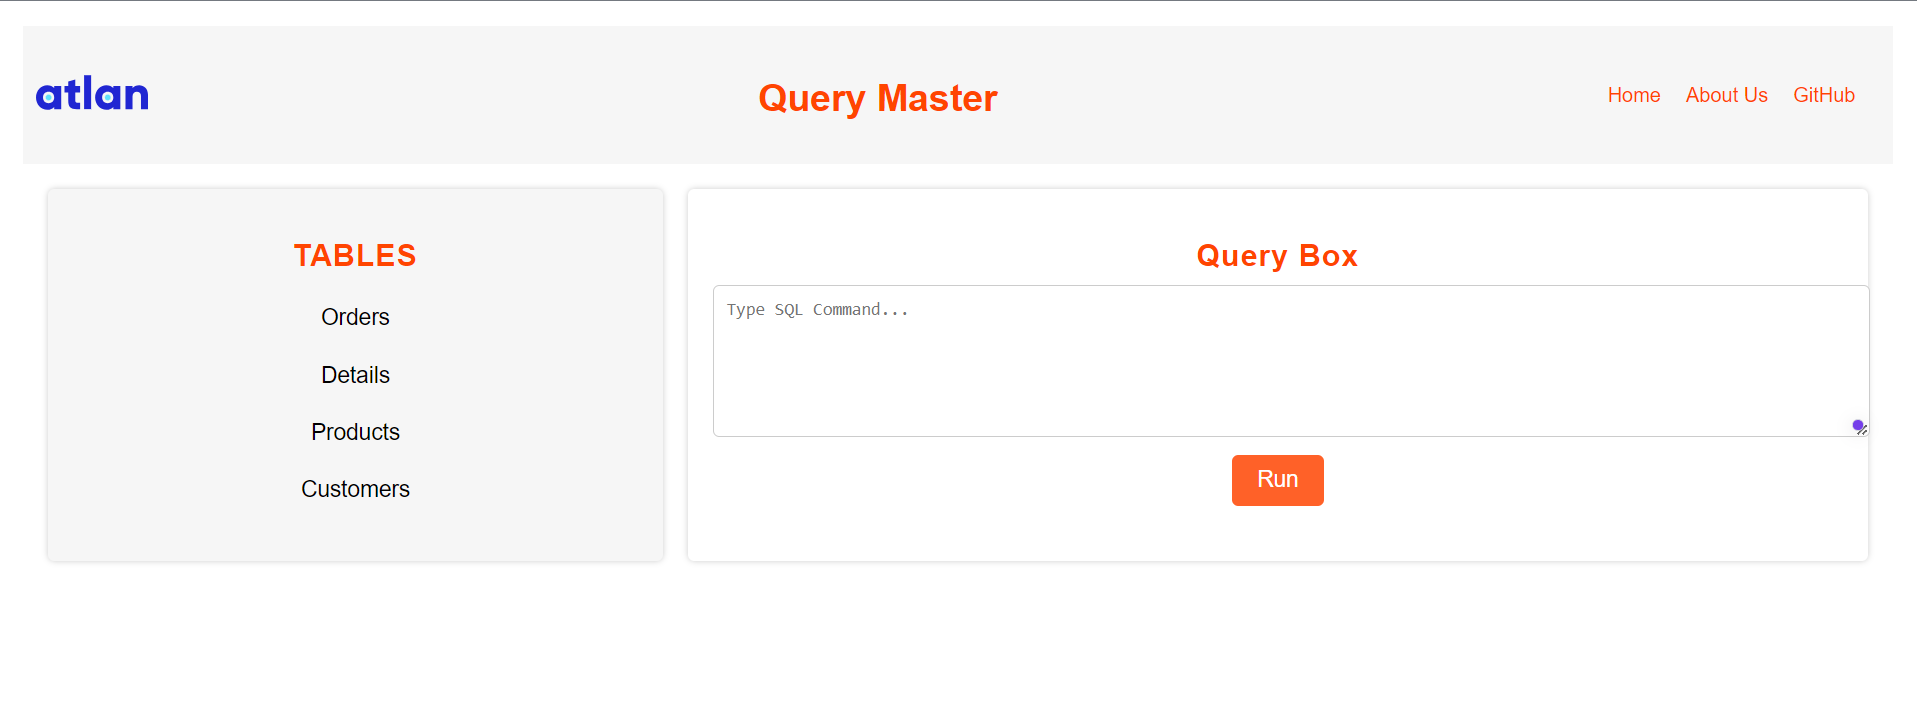 atlan
Query Master
Home About Us GitHub
TABLES
Orders
Details
Products
Customers
Query Box
Type SQL Command...
Run